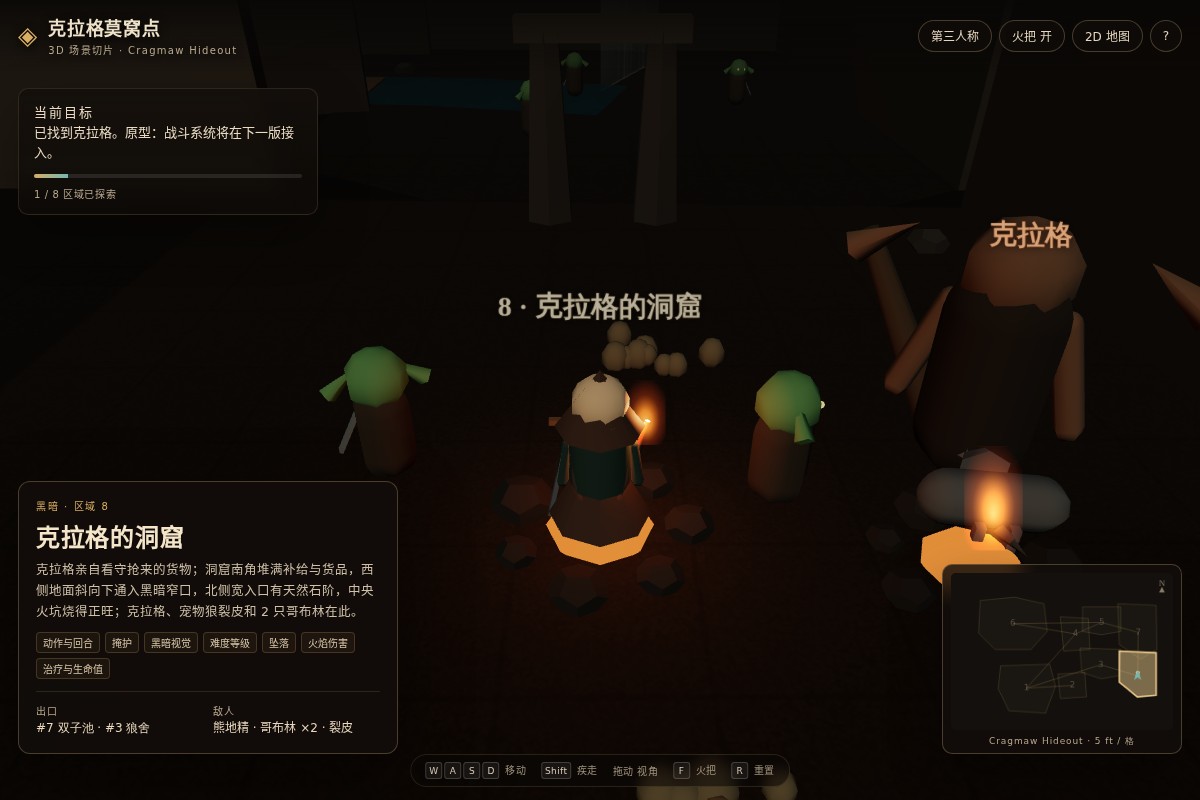 克拉格莫窝点
3D 场景切片 · Cragmaw Hideout
第三人称
火把 开
2D 地图
?
当前目标
已找到克拉格。原型：战斗系统将在下一版接
入。
1 / 8 区域已探索
克拉格
8 · 克拉格的洞窟
黑暗 · 区域 8
克拉格的洞窟
克拉格亲自看守抢来的货物；洞窟南角堆满补给与货品，西
侧地面斜向下通入黑暗窄口，北侧宽入口有天然石阶，中央
火坑烧得正旺；克拉格、宠物狼裂皮和 2 只哥布林在此。
动作与回合 掩护 黑暗视觉 难度等级 坠落 火焰伤害
治疗与生命值
出口
#7 双子池 · #3 狼舍
敌人
熊地精 · 哥布林 ×2 · 裂皮
W A S D 移动 Shift 疾走 拖动 视角 F 火把 R 重置
N
6
5
4
7
3
1
2
Cragmaw Hideout · 5 ft / 格